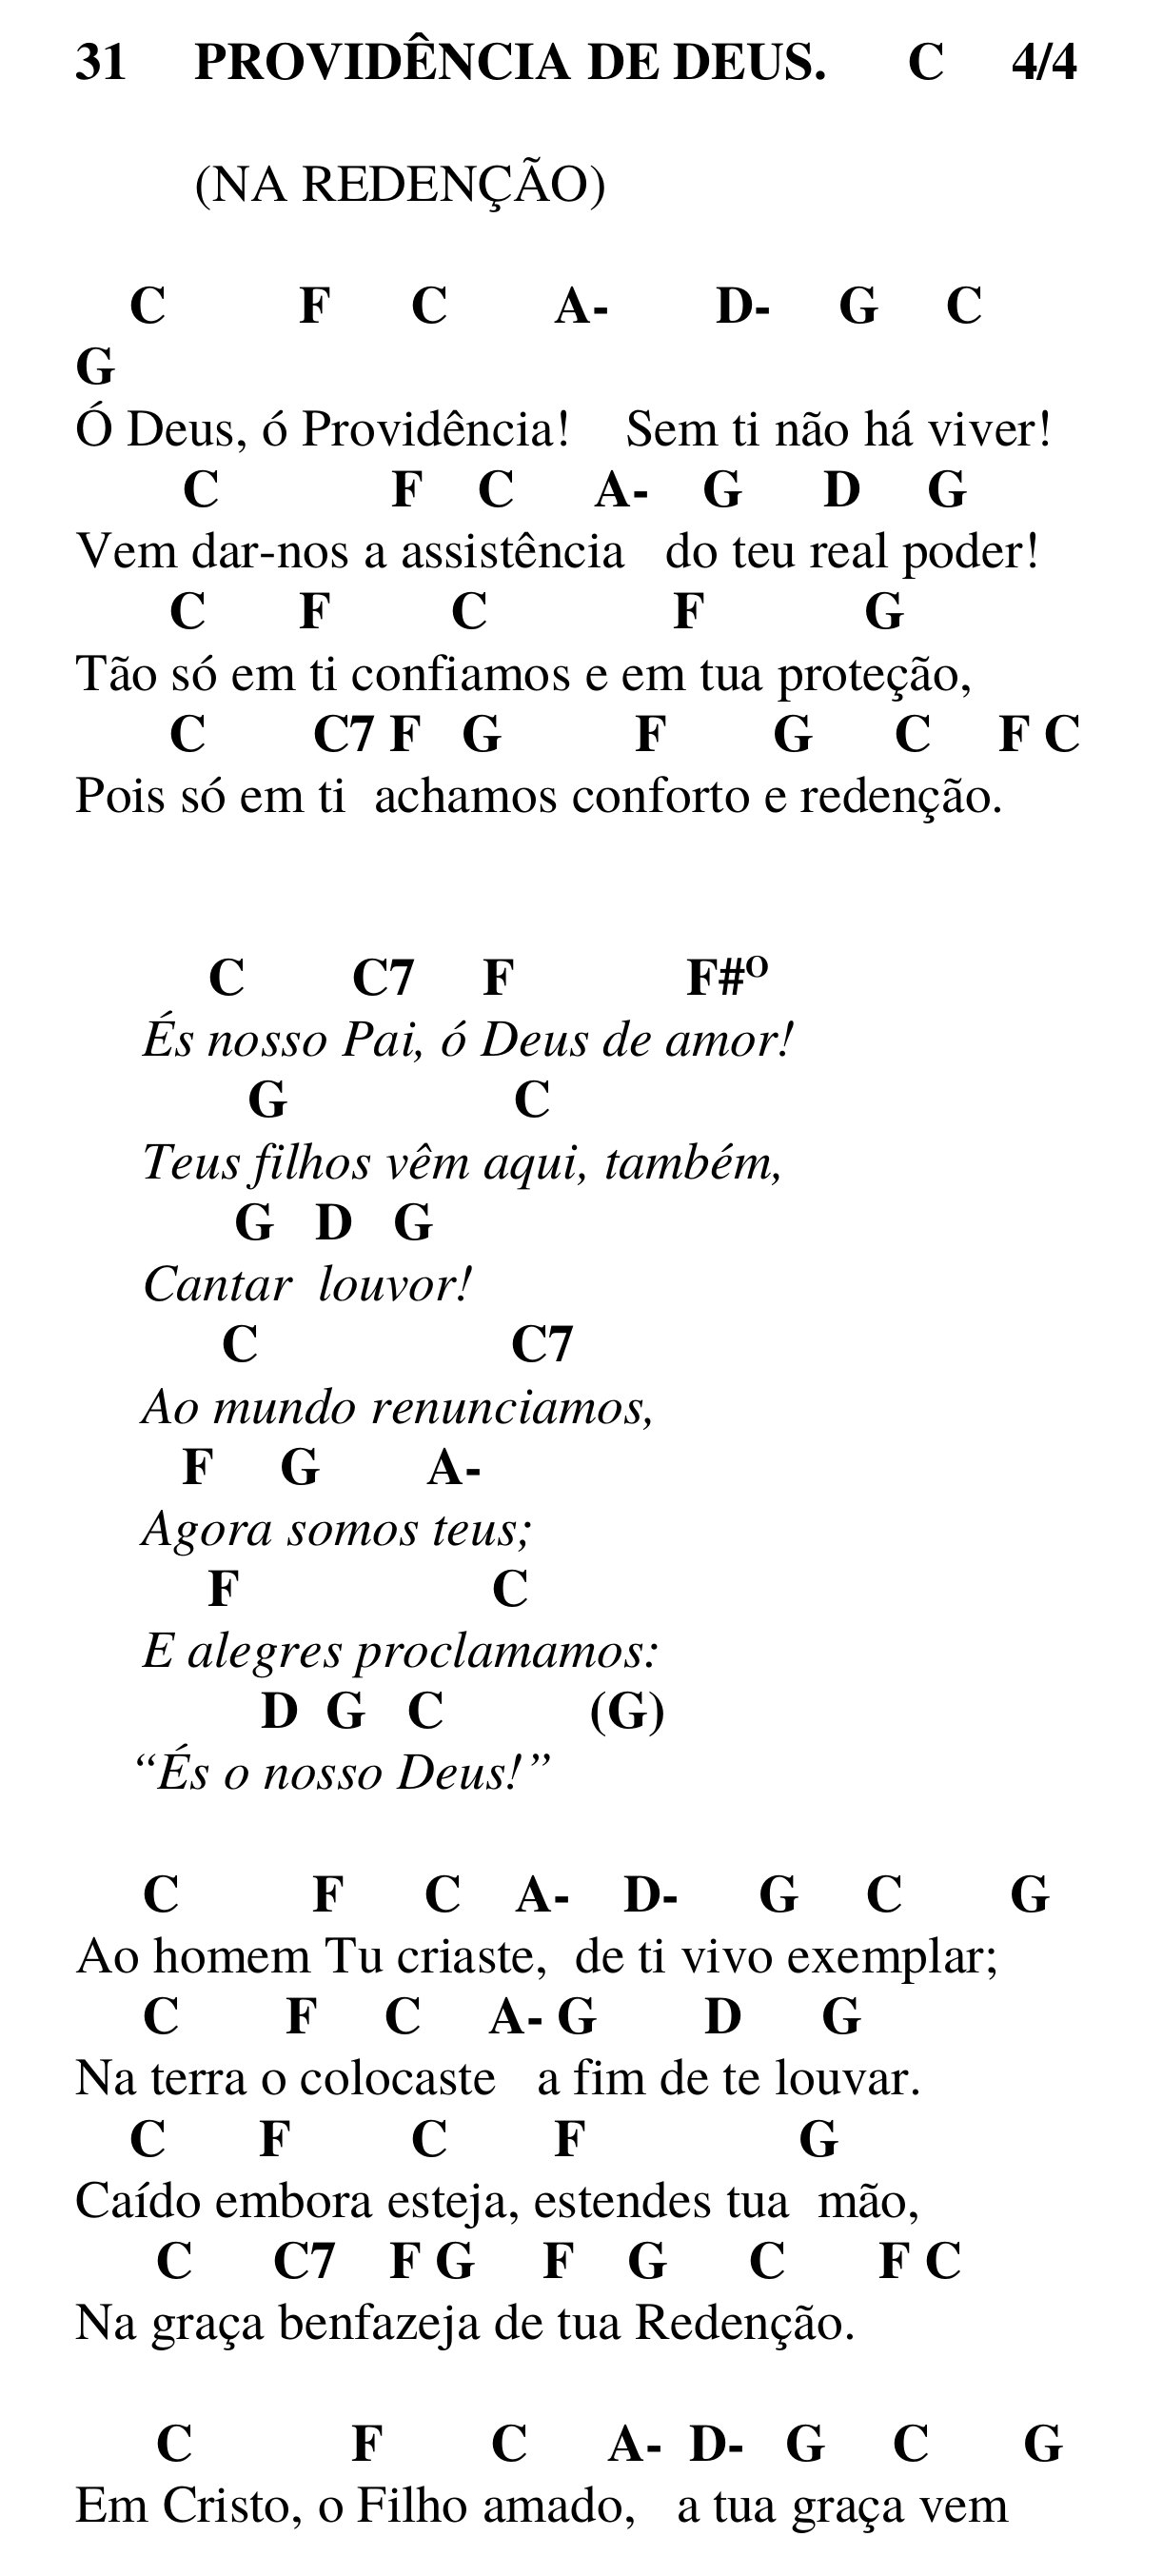 31 PROVIDÊNCIA DE DEUS. C 4/4
(NA REDENÇÃO)
C F C A- D- G C
G
Ó Deus, ó Providência! Sem ti não há viver!
C F C A- G D G
Vem dar-nos a assistência do teu real poder!
C F C F G
Tão só em ti confiamos e em tua proteção,
C C7 F G F G C F C
Pois só em ti achamos conforto e redenção.
C C7 F F#º
És nosso Pai, ó Deus de amor!
G C
Teus filhos vêm aqui, também,
G D G
Cantar louvor!
C C7
Ao mundo renunciamos,
F G A-
Agora somos teus;
F C
E alegres proclamamos:
D G C (G)
“És o nosso Deus!”
C F C A- D- G C G
Ao homem Tu criaste, de ti vivo exemplar;
C F C A- G D G
Na terra o colocaste a fim de te louvar.
C F C F G
Caído embora esteja, estendes tua mão,
C C7 F G F G C F C
Na graça benfazeja de tua Redenção.
C F C A- D- G C G
Em Cristo, o Filho amado, a tua graça vem